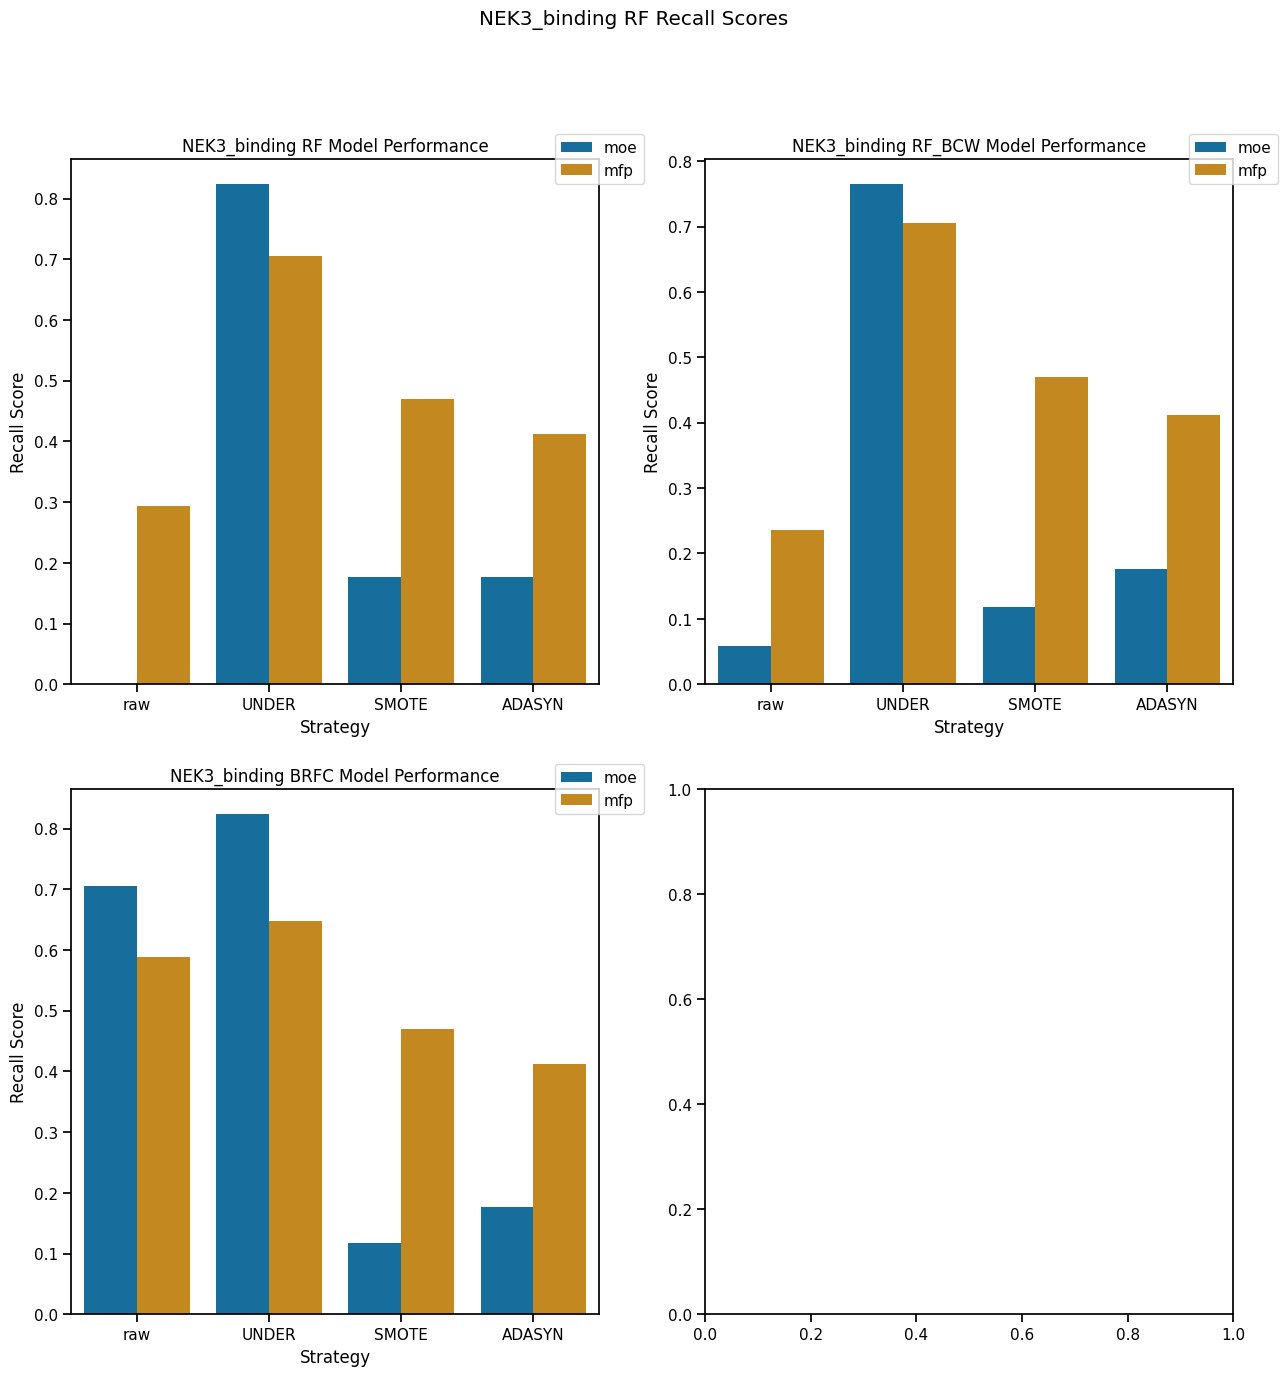 NEK3_binding RF Recall Scores
NEK3_binding RF Model Performance
moe
mfp
0.8
0.7
0.6
0.5
0.4
0.3
0.2
0.1
0.0
Recall Score
raw UNDER SMOTE ADASYN
Strategy
NEK3_binding RF_BCW Model Performance
moe
mfp
0.8
0.7
0.6
0.5
0.4
0.3
0.2
0.1
0.0
Recall Score
raw UNDER SMOTE ADASYN
Strategy
NEK3_binding BRFC Model Performance
moe
mfp
0.8
0.7
0.6
0.5
0.4
0.3
0.2
0.1
0.0
Recall Score
raw UNDER SMOTE ADASYN
Strategy
1.0
0.8
0.6
0.4
0.2
0.0
0.0 0.2 0.4 0.6 0.8 1.0